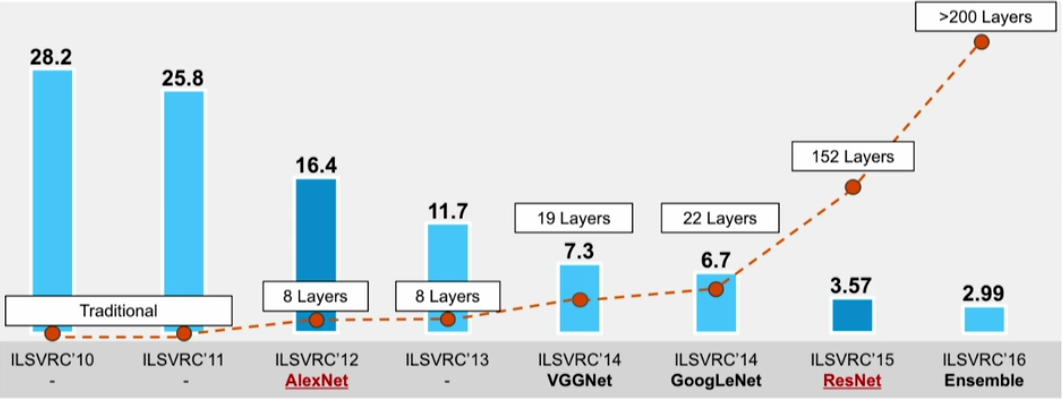 >200 Layers
28.2
25.8
152 Layers
16.4
11.7
19 Layers
22 Layers
7.3
6.7
8 Layers
8 Layers
3.57
2.99
Traditional
ILSVRC'10 ILSVRC'11 ILSVRC'12 ILSVRC'13 ILSVRC'14 ILSVRC'14 ILSVRC'15 ILSVRC'16
- - AlexNet - VGGNet GoogLeNet ResNet Ensemble